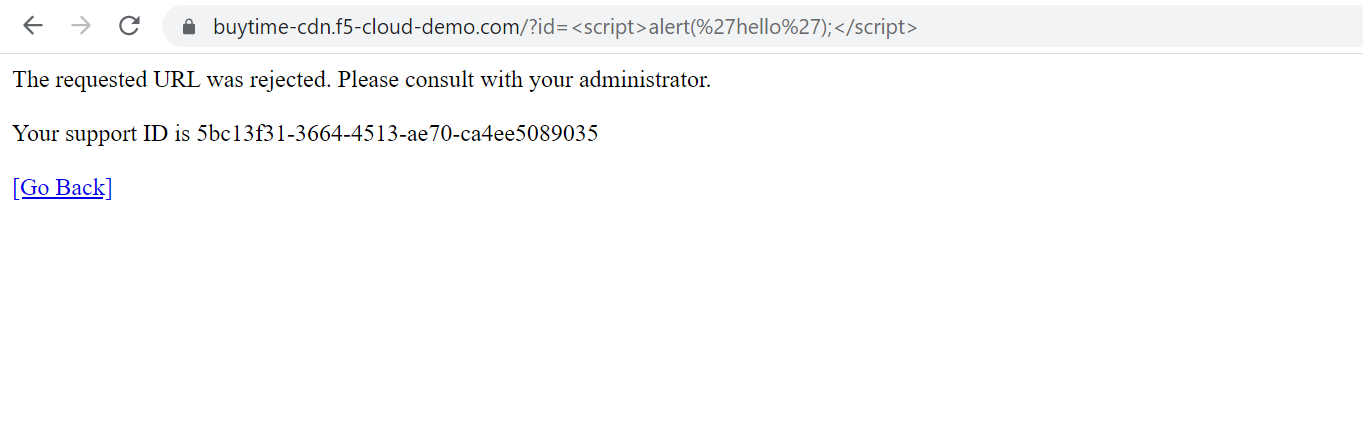 buytime-cdn.f5-cloud-demo.com/?id=<script>alert(%27hello%27);</script>
The requested URL was rejected. Please consult with your administrator.
Your support ID is 5bc13f31-3664-4513-ae70-ca4ee5089035
[Go Back]